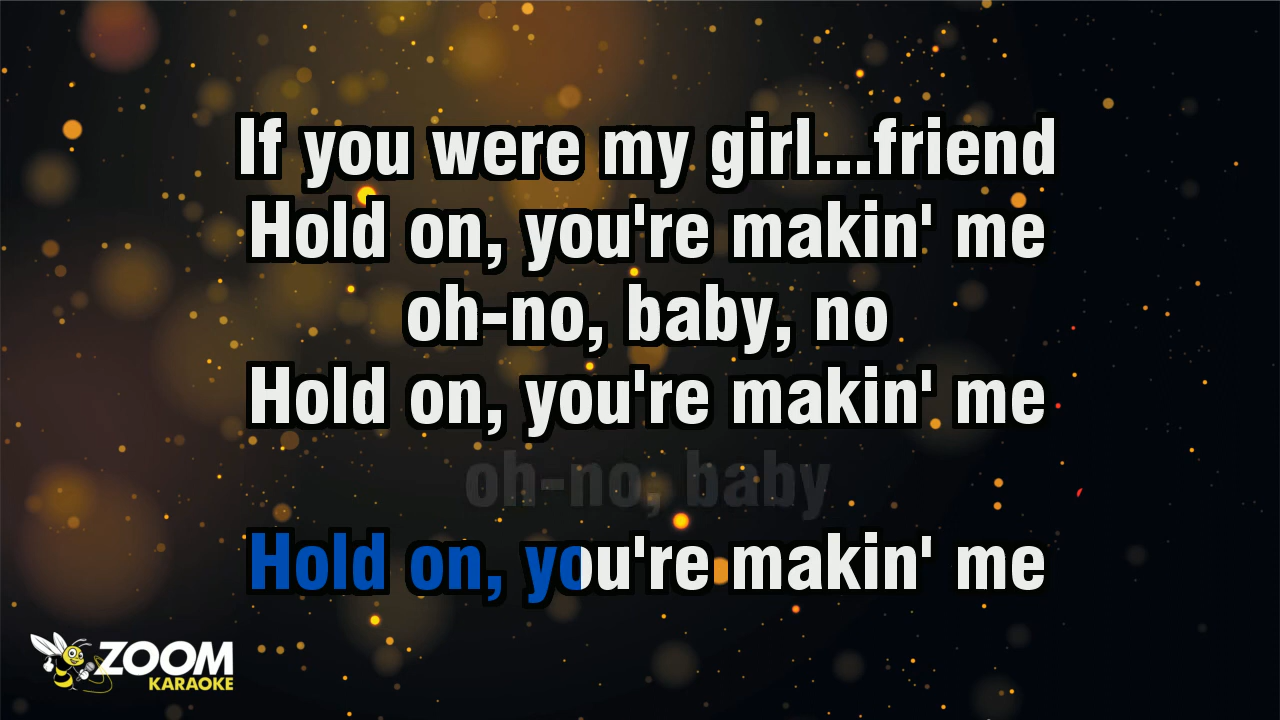 If you were my girl...friend
Hold on, you're makin' me
oh-no, baby, no
Hold on, you're makin' me
oh-no, baby
Hold on, you're makin' me
ZOOM
KARAOKE